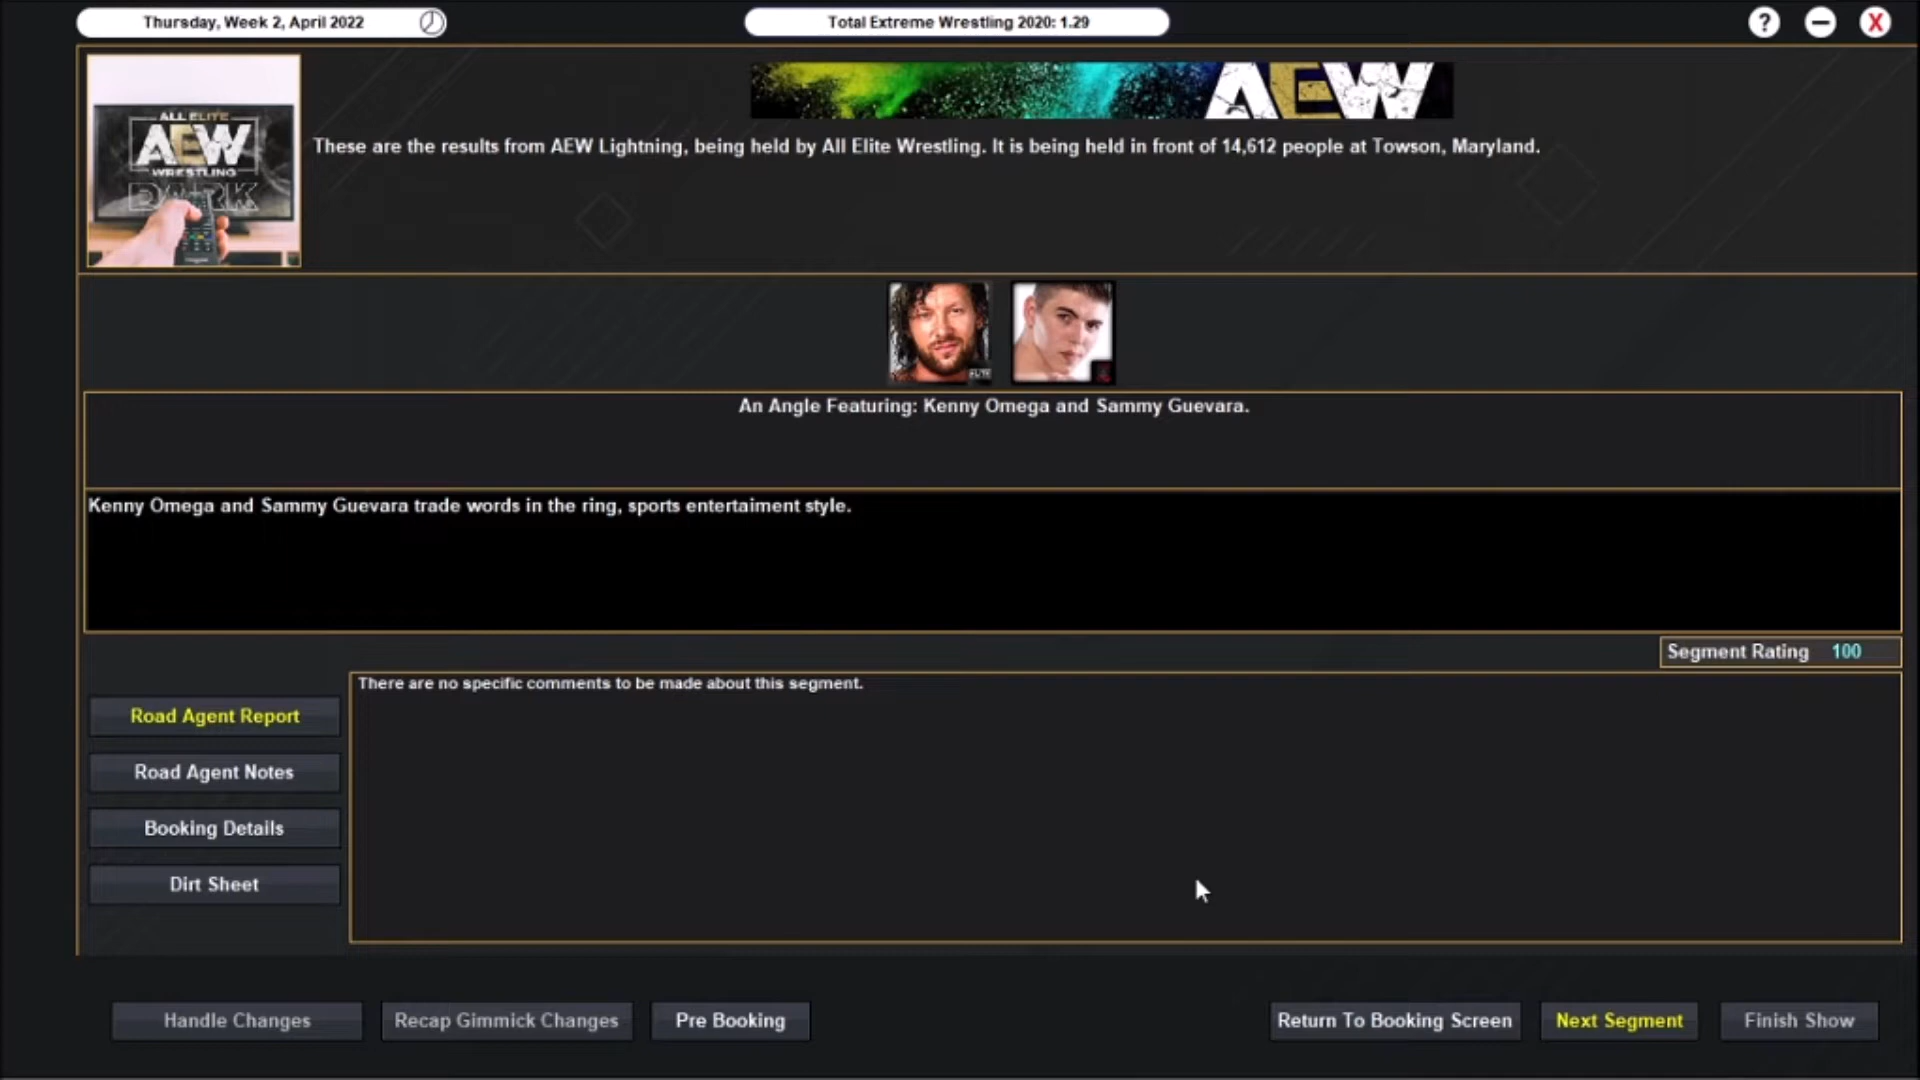 Thursday, Week 2, April 2022
Total Extreme Wrestling 2020: 1.29
?
X
ALL ELITE
AEW
WRESTLING
DARK
AEW
These are the results from AEW Lightning, being held by All Elite Wrestling. It is being held in front of 14,612 people at Towson, Maryland.
ELITE
An Angle Featuring: Kenny Omega and Sammy Guevara.
Kenny Omega and Sammy Guevara trade words in the ring, sports entertaiment style.
Segment Rating 100
There are no specific comments to be made about this segment.
Road Agent Report
Road Agent Notes
Booking Details
Dirt Sheet
Handle Changes
Recap Gimmick Changes
Pre Booking
Return To Booking Screen
Next Segment
Finish Show